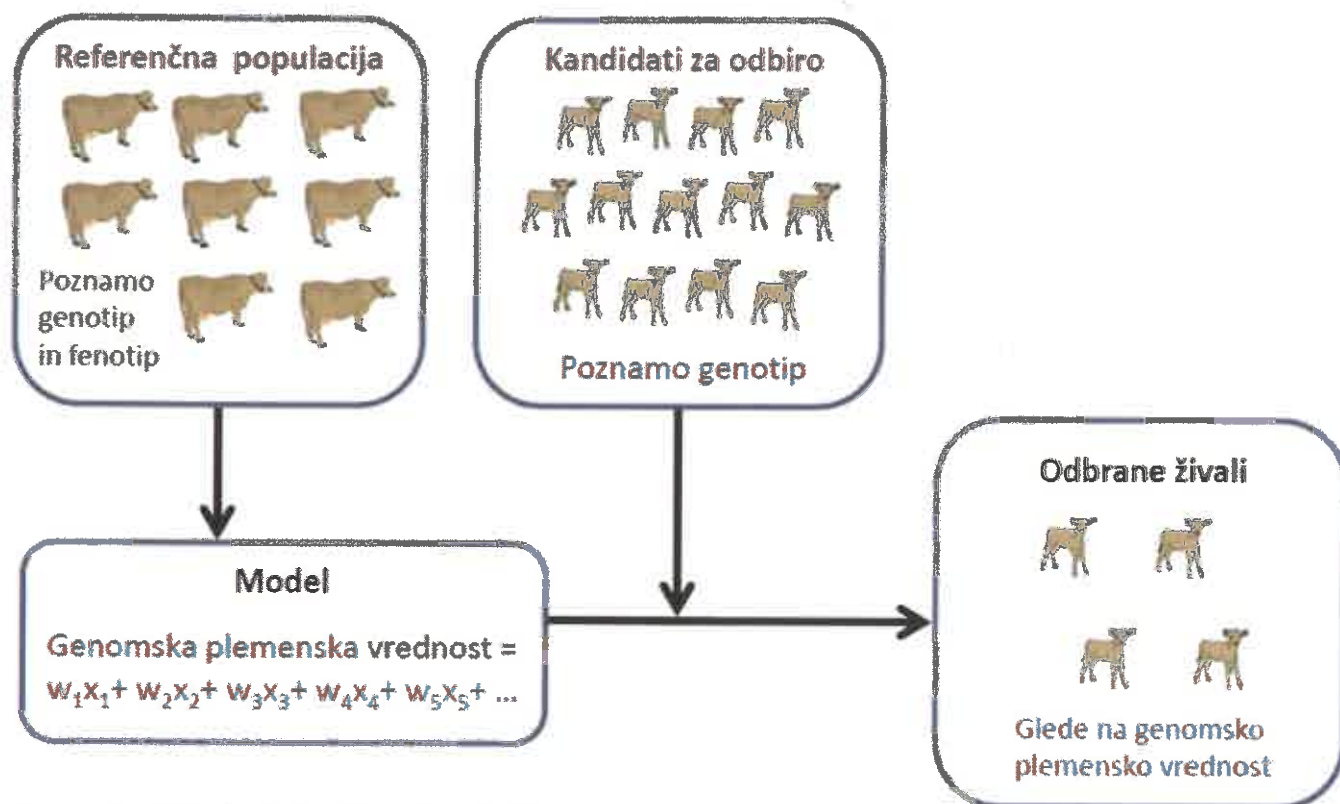 Referenčna populacija
Poznamo
genotip
in fenotip
Kandidati za odbiro
Poznamo genotip
Model
Genomska plemenska vrednost =
w₁x₁+ w₂x₂+ w₃x₃+ w₄x₄+ w₅x₅+ ...
Odbrane živali
Glede na genomsko
plemensko vrednost